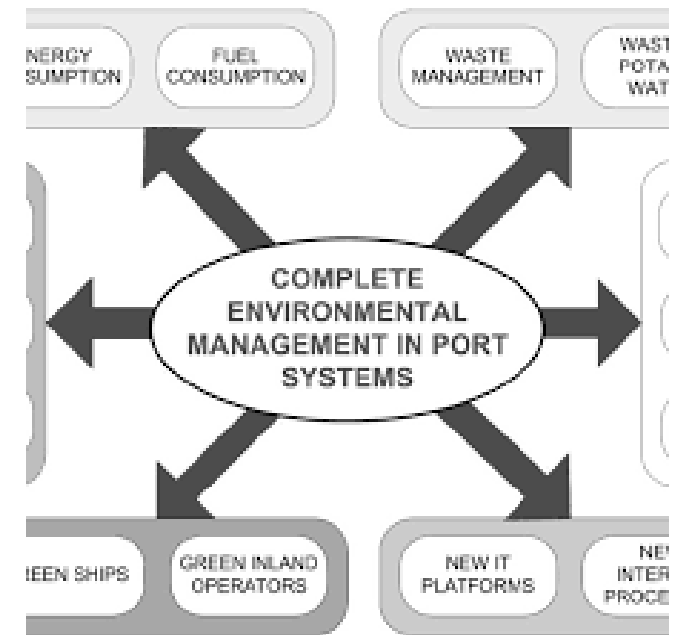 NERGY
SUMPTION
FUEL
CONSUMPTION
WASTE
MANAGEMENT
WAST
POTA
WAT
COMPLETE
ENVIRONMENTAL
MANAGEMENT IN PORT
SYSTEMS
REEN SHIPS
GREEN INLAND
OPERATORS
NEW IT
PLATFORMS
NEW
INTER
PROCE